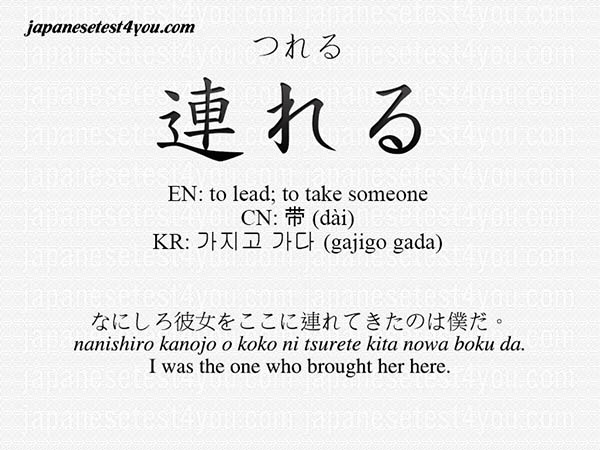 japanesetest4you.com
つれる
連れる
EN: to lead; to take someone
CN: 带 (dài)
KR: 가지고 가다 (gajigo gada)
なにしろ彼女をここに連れてきたのは僕だ。
nanishiro kanojo o koko ni tsurete kita nowa boku da.
I was the one who brought her here.